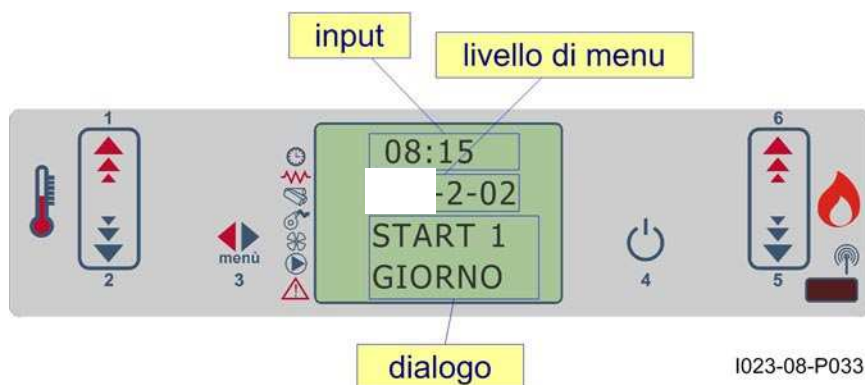 input
livello di menu
1
6
08:15
-2-02
START 1
GIORNO
menù
2
3
4
5
dialogo
I023-08-P033